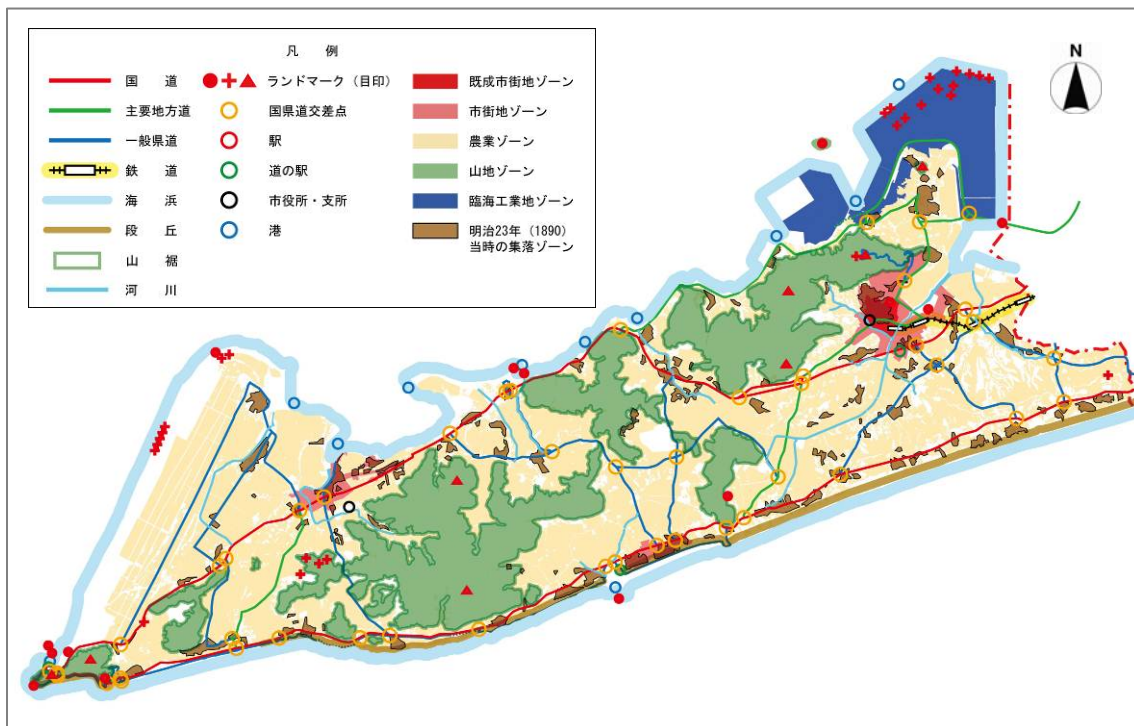 凡 例
国 道
主要地方道
一般県道
鉄 道
海 浜
段 丘
山 裾
河 川
ランドマーク（目印）
国県道交差点
駅
道の駅
市役所・支所
港
既成市街地ゾーン
市街地ゾーン
農業ゾーン
山地ゾーン
臨海工業地ゾーン
明治23年（1890）
当時の集落ゾーン
N